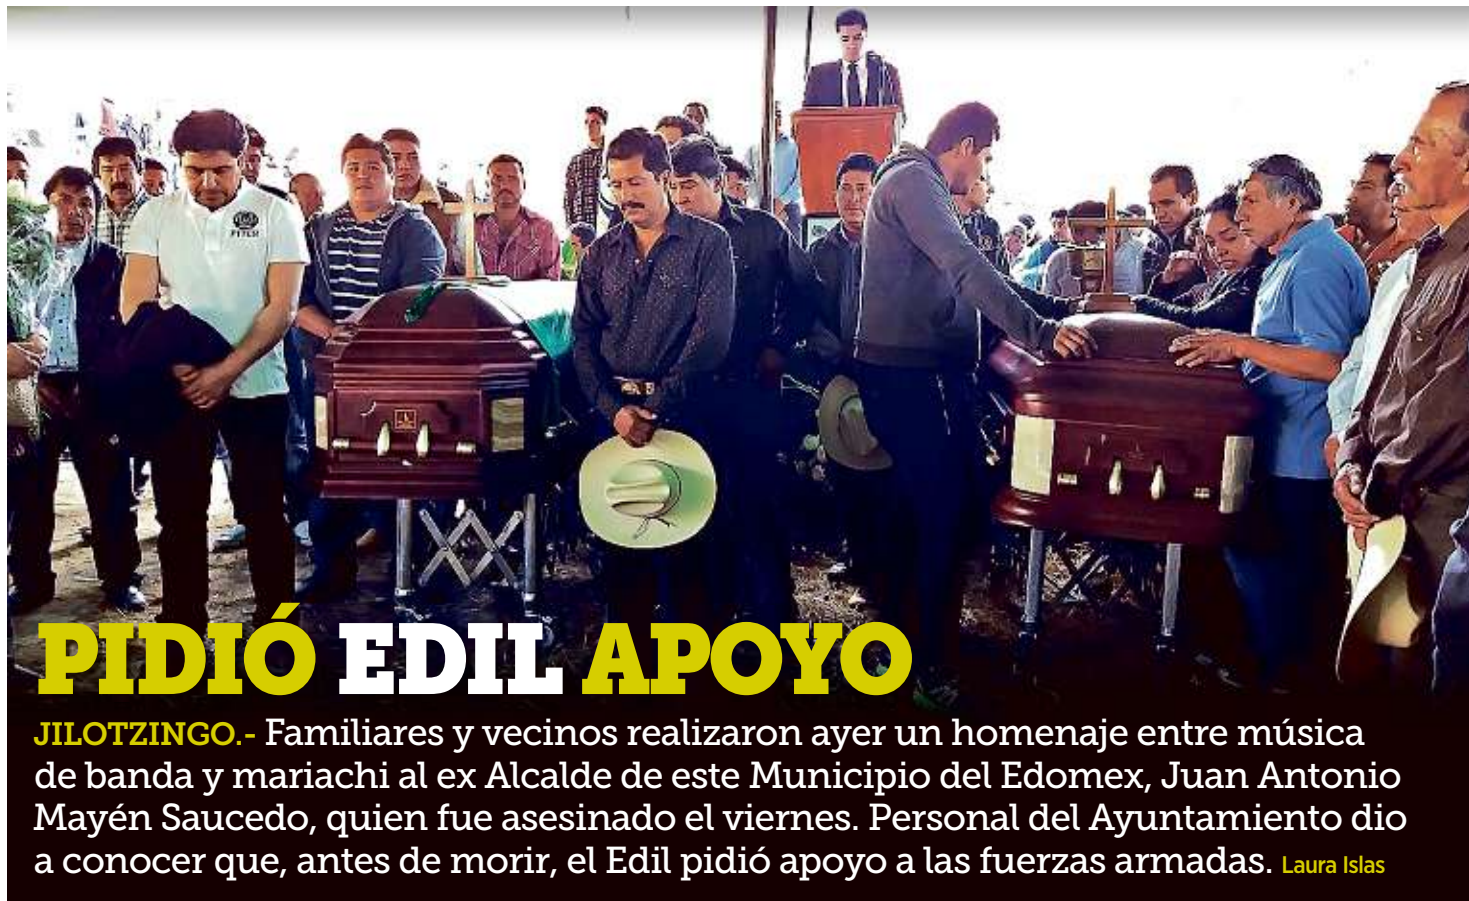 PIDIÓ EDIL APOYO
JILOTZINGO.- Familiares y vecinos realizaron ayer un homenaje entre música
de banda y mariachi al ex Alcalde de este Municipio del Edomex, Juan Antonio
Mayén Saucedo, quien fue asesinado el viernes. Personal del Ayuntamiento dio
a conocer que, antes de morir, el Edil pidió apoyo a las fuerzas armadas. Laura Islas